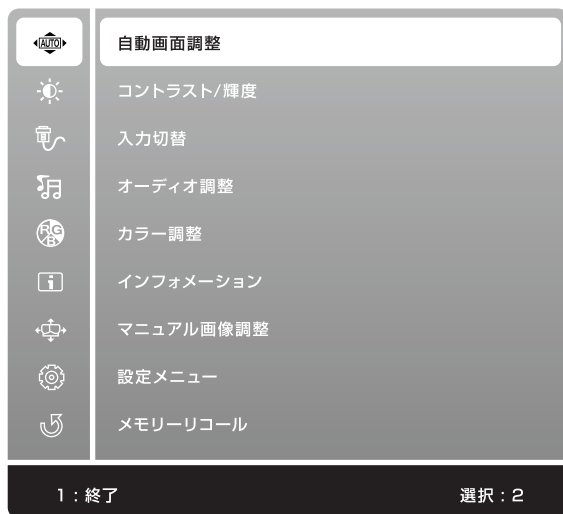 AUTO
自動画面調整
コントラスト/輝度
入力切替
オーディオ調整
RGB
カラー調整
i
インフォメーション
マニュアル画像調整
設定メニュー
メモリーリコール
1：終了
選択：2